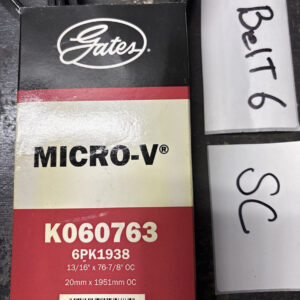 Gates
MICRO-V®
K060763
6PK1938
13/16" x 76-7/8" OC
20mm x 1951mm OC
BelT 6
SC